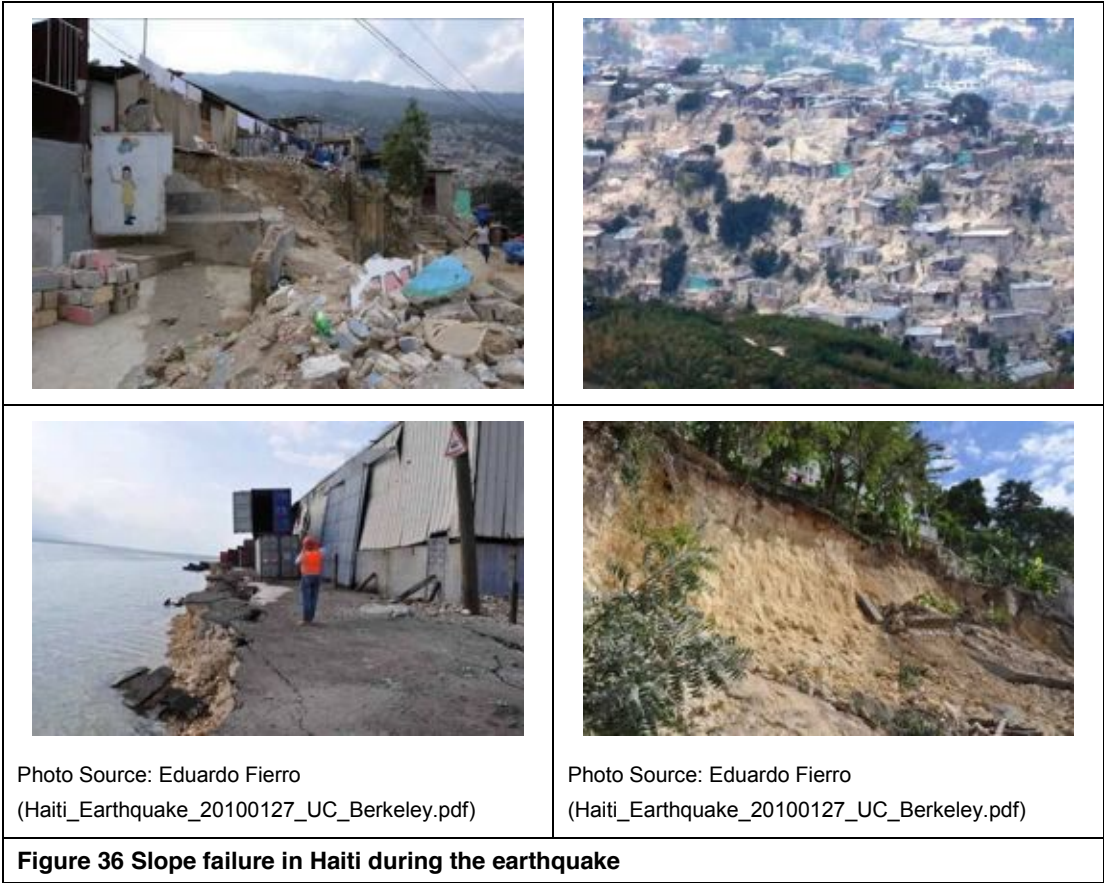 Photo Source: Eduardo Fierro
(Haiti_Earthquake_20100127_UC_Berkeley.pdf)
Photo Source: Eduardo Fierro
(Haiti_Earthquake_20100127_UC_Berkeley.pdf)
Figure 36 Slope failure in Haiti during the earthquake